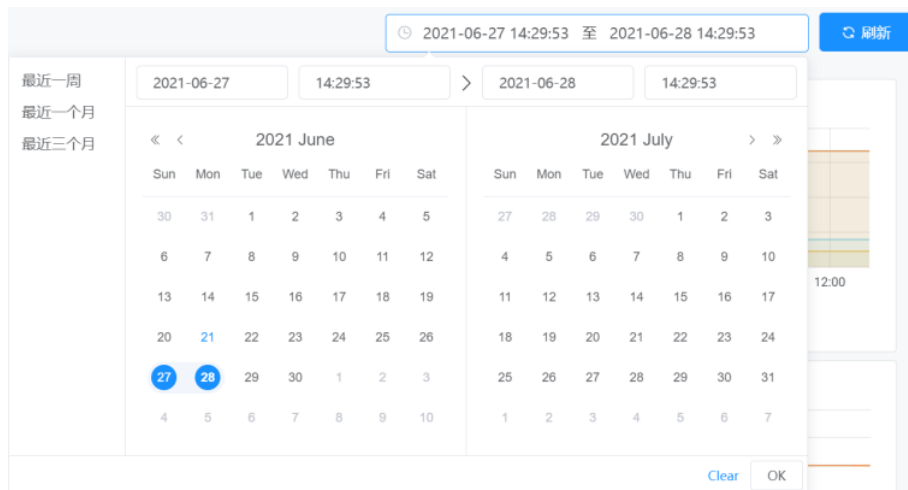 2021-06-27 14:29:53 至 2021-06-28 14:29:53 刷新
最近一周
最近一个月
最近三个月
2021-06-27 14:29:53 > 2021-06-28 14:29:53
« < 2021 June
Sun Mon Tue Wed Thu Fri Sat
30 31 1 2 3 4 5
6 7 8 9 10 11 12
13 14 15 16 17 18 19
20 21 22 23 24 25 26
27 28 29 30 1 2 3
4 5 6 7 8 9 10
2021 July > »
Sun Mon Tue Wed Thu Fri Sat
27 28 29 30 1 2 3
4 5 6 7 8 9 10
11 12 13 14 15 16 17
18 19 20 21 22 23 24
25 26 27 28 29 30 31
1 2 3 4 5 6 7
12:00
Clear OK